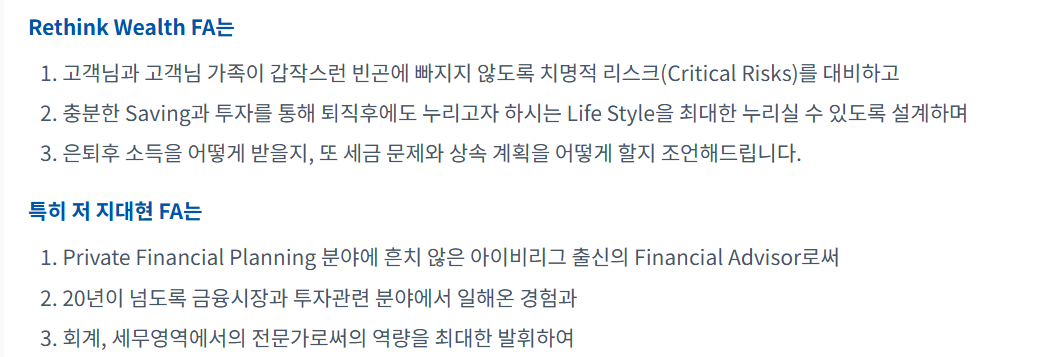 Rethink Wealth FA는
1. 고객님과 고객님 가족이 갑작스런 빈곤에 빠지지 않도록 치명적 리스크(Critical Risks)를 대비하고
2. 충분한 Saving과 투자를 통해 퇴직후에도 누리고자 하시는 Life Style을 최대한 누리실 수 있도록 설계하며
3. 은퇴후 소득을 어떻게 받을지, 또 세금 문제와 상속 계획을 어떻게 할지 조언해드립니다.
특히 저 지대현 FA는
1. Private Financial Planning 분야에 흔치 않은 아이비리그 출신의 Financial Advisor로써
2. 20년이 넘도록 금융시장과 투자관련 분야에서 일해온 경험과
3. 회계, 세무영역에서의 전문가로써의 역량을 최대한 발휘하여